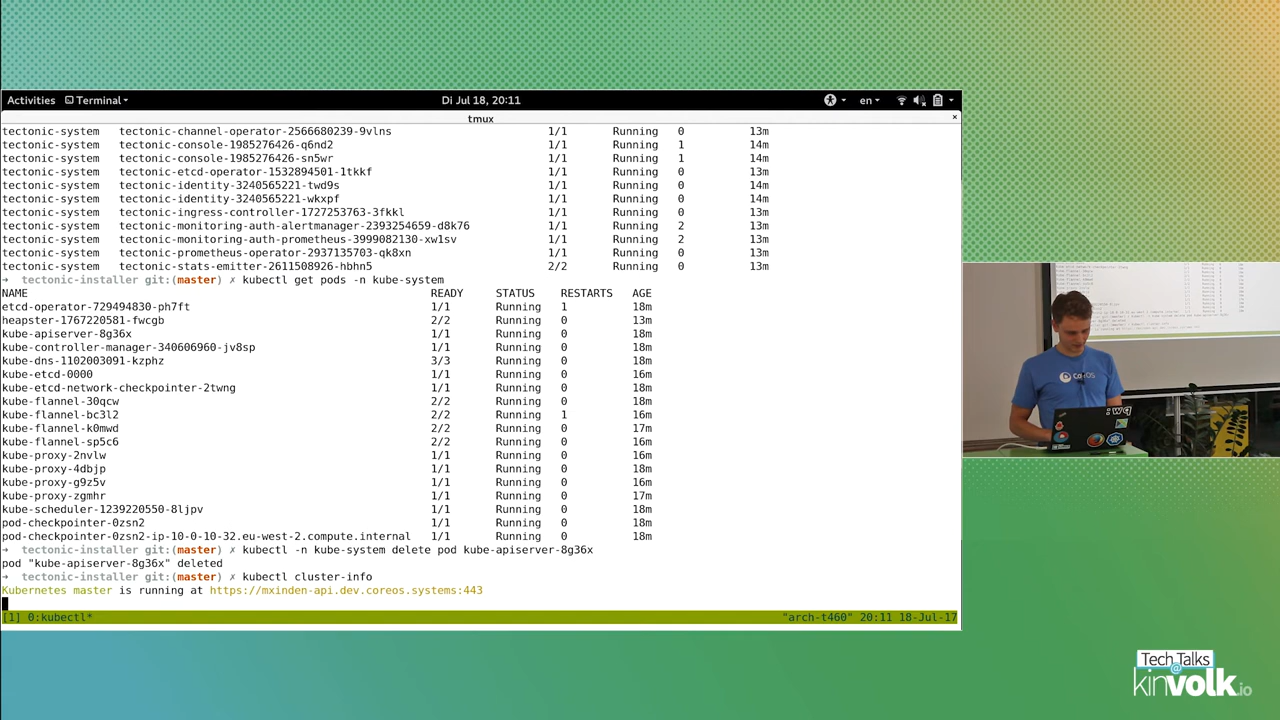 Activities Terminal Di Jul 18, 20:11 en
tmux ×
tectonic-system tectonic-channel-operator-2566680239-9vlns 1/1 Running 0 13m
tectonic-system tectonic-console-1985276426-q6nd2 1/1 Running 1 14m
tectonic-system tectonic-console-1985276426-sn5wr 1/1 Running 1 14m
tectonic-system tectonic-etcd-operator-1532894501-1tkkf 1/1 Running 0 13m
tectonic-system tectonic-identity-3240565221-twd9s 1/1 Running 0 14m
tectonic-system tectonic-identity-3240565221-wkxpf 1/1 Running 0 14m
tectonic-system tectonic-ingress-controller-1727253763-3fkkl 1/1 Running 0 13m
tectonic-system tectonic-monitoring-auth-alertmanager-2393254659-d8k76 1/1 Running 2 13m
tectonic-system tectonic-monitoring-auth-prometheus-3999082130-xw1sv 1/1 Running 2 13m
tectonic-system tectonic-prometheus-operator-2937135703-qk8xn 1/1 Running 0 13m
tectonic-system tectonic-stats-emitter-2611508926-hbhn5 2/2 Running 0 13m
➜ tectonic-installer git:(master) ✗ kubectl get pods -n kube-system
NAME READY STATUS RESTARTS AGE
etcd-operator-729494830-ph7ft 1/1 Running 1 18m
heapster-1767220581-fwcgb 2/2 Running 0 13m
kube-apiserver-8g36x 1/1 Running 0 18m
kube-controller-manager-340606960-jv8sp 1/1 Running 0 18m
kube-dns-1102003091-kzphz 3/3 Running 0 18m
kube-etcd-0000 1/1 Running 0 16m
kube-etcd-network-checkpointer-2twng 1/1 Running 0 18m
kube-flannel-30qcw 2/2 Running 0 18m
kube-flannel-bc3l2 2/2 Running 1 16m
kube-flannel-k0mwd 2/2 Running 0 17m
kube-flannel-sp5c6 2/2 Running 0 16m
kube-proxy-2nvlw 1/1 Running 0 16m
kube-proxy-4dbjp 1/1 Running 0 18m
kube-proxy-g9z5v 1/1 Running 0 16m
kube-proxy-zgmhr 1/1 Running 0 17m
kube-scheduler-1239220550-8ljpv 1/1 Running 0 18m
pod-checkpointer-0zsn2 1/1 Running 0 18m
pod-checkpointer-0zsn2-ip-10-0-10-32.eu-west-2.compute.internal 1/1 Running 0 18m
➜ tectonic-installer git:(master) ✗ kubectl -n kube-system delete pod kube-apiserver-8g36x
pod "kube-apiserver-8g36x" deleted
➜ tectonic-installer git:(master) ✗ kubectl cluster-info
Kubernetes master is running at https://mxinden-api.dev.coreos.systems:443
[1] 0:kubectl* "arch-t460" 20:11 18-Jul-17
CoreOS
:wq
Tech Talks
@
kinvolk.io